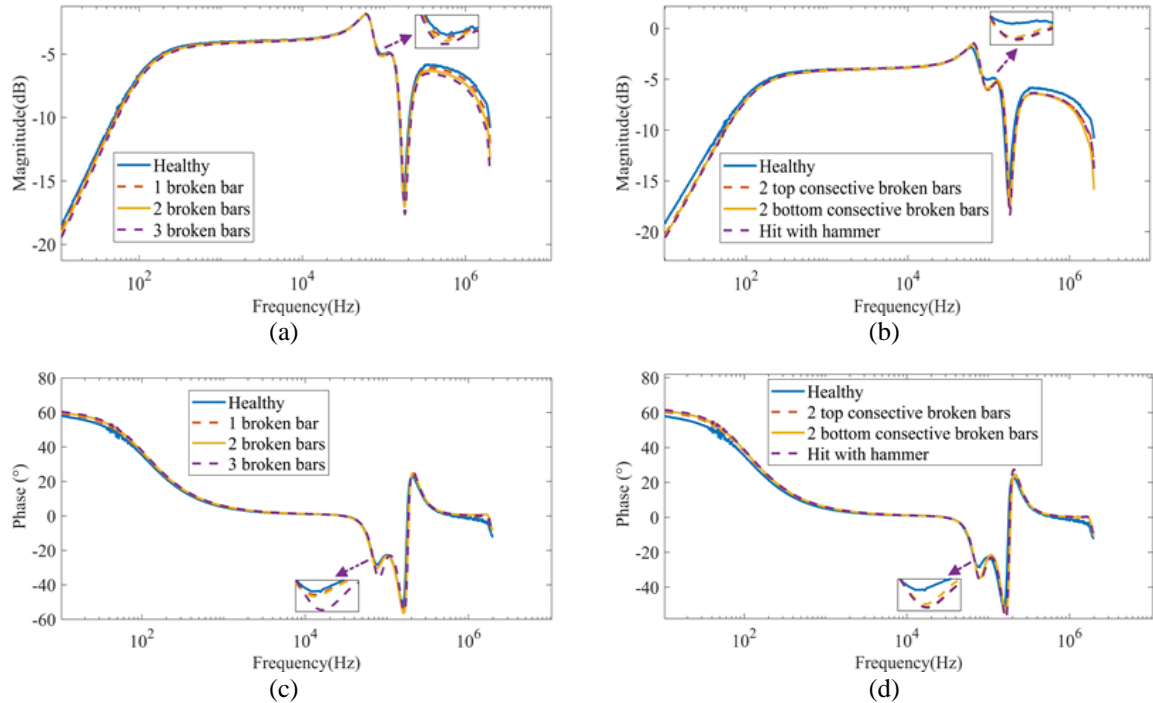 0
-5
-10
-15
-20
Magnitude(dB)
Healthy
1 broken bar
2 broken bars
3 broken bars
10^2
10^4
10^6
Frequency(Hz)
(a)
0
-5
-10
-15
-20
Magnitude(dB)
Healthy
2 top consective broken bars
2 bottom consective broken bars
Hit with hammer
10^2
10^4
10^6
Frequency(Hz)
(b)
80
60
40
20
0
-20
-40
-60
Phase (°)
Healthy
1 broken bar
2 broken bars
3 broken bars
10^2
10^4
10^6
Frequency(Hz)
(c)
80
60
40
20
0
-20
-40
Phase (°)
Healthy
2 top consective broken bars
2 bottom consective broken bars
Hit with hammer
10^2
10^4
10^6
Frequency(Hz)
(d)